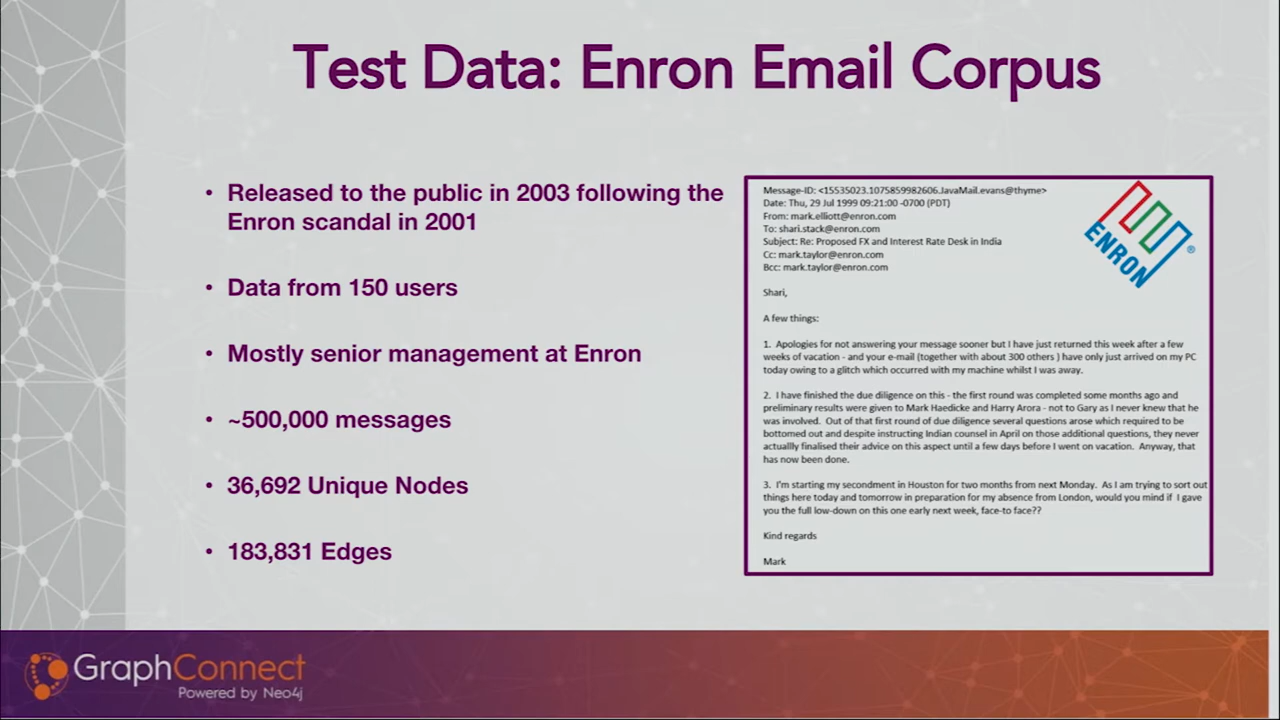 Test Data: Enron Email Corpus
• Released to the public in 2003 following the
Enron scandal in 2001
• Data from 150 users
• Mostly senior management at Enron
• ~500,000 messages
• 36,692 Unique Nodes
• 183,831 Edges
Message-ID: <15535023.1075859982606.JavaMail.evans@thyme>
Date: Thu, 29 Jul 1999 09:21:00 -0700 (PDT)
From: mark.elliott@enron.com
To: shari.stack@enron.com
Subject: Re: Proposed FX and Interest Rate Desk in India
Cc: mark.taylor@enron.com
Bcc: mark.taylor@enron.com
ENRON®
Shari,
A few things:
1. Apologies for not answering your message sooner but I have just returned this week after a few
weeks of vacation - and your e-mail (together with about 300 others ) have only just arrived on my PC
today owing to a glitch which occurred with my machine whilst I was away.
2. I have finished the due diligence on this - the first round was completed some months ago and
preliminary results were given to Mark Haedicke and Harry Arora - not to Gary as I never knew that he
was involved. Out of that first round of due diligence several questions arose which required to be
bottomed out and despite instructing Indian counsel in April on those additional questions, they never
actuallly finalised their advice on this aspect until a few days before I went on vacation. Anyway, that
has now been done.
3. I'm starting my secondment in Houston for two months from next Monday. As I am trying to sort out
things here today and tomorrow in preparation for my absence from London, would you mind if I gave
you the full low-down on this one early next week, face-to face??
Kind regards
Mark
GraphConnect
Powered by Neo4j